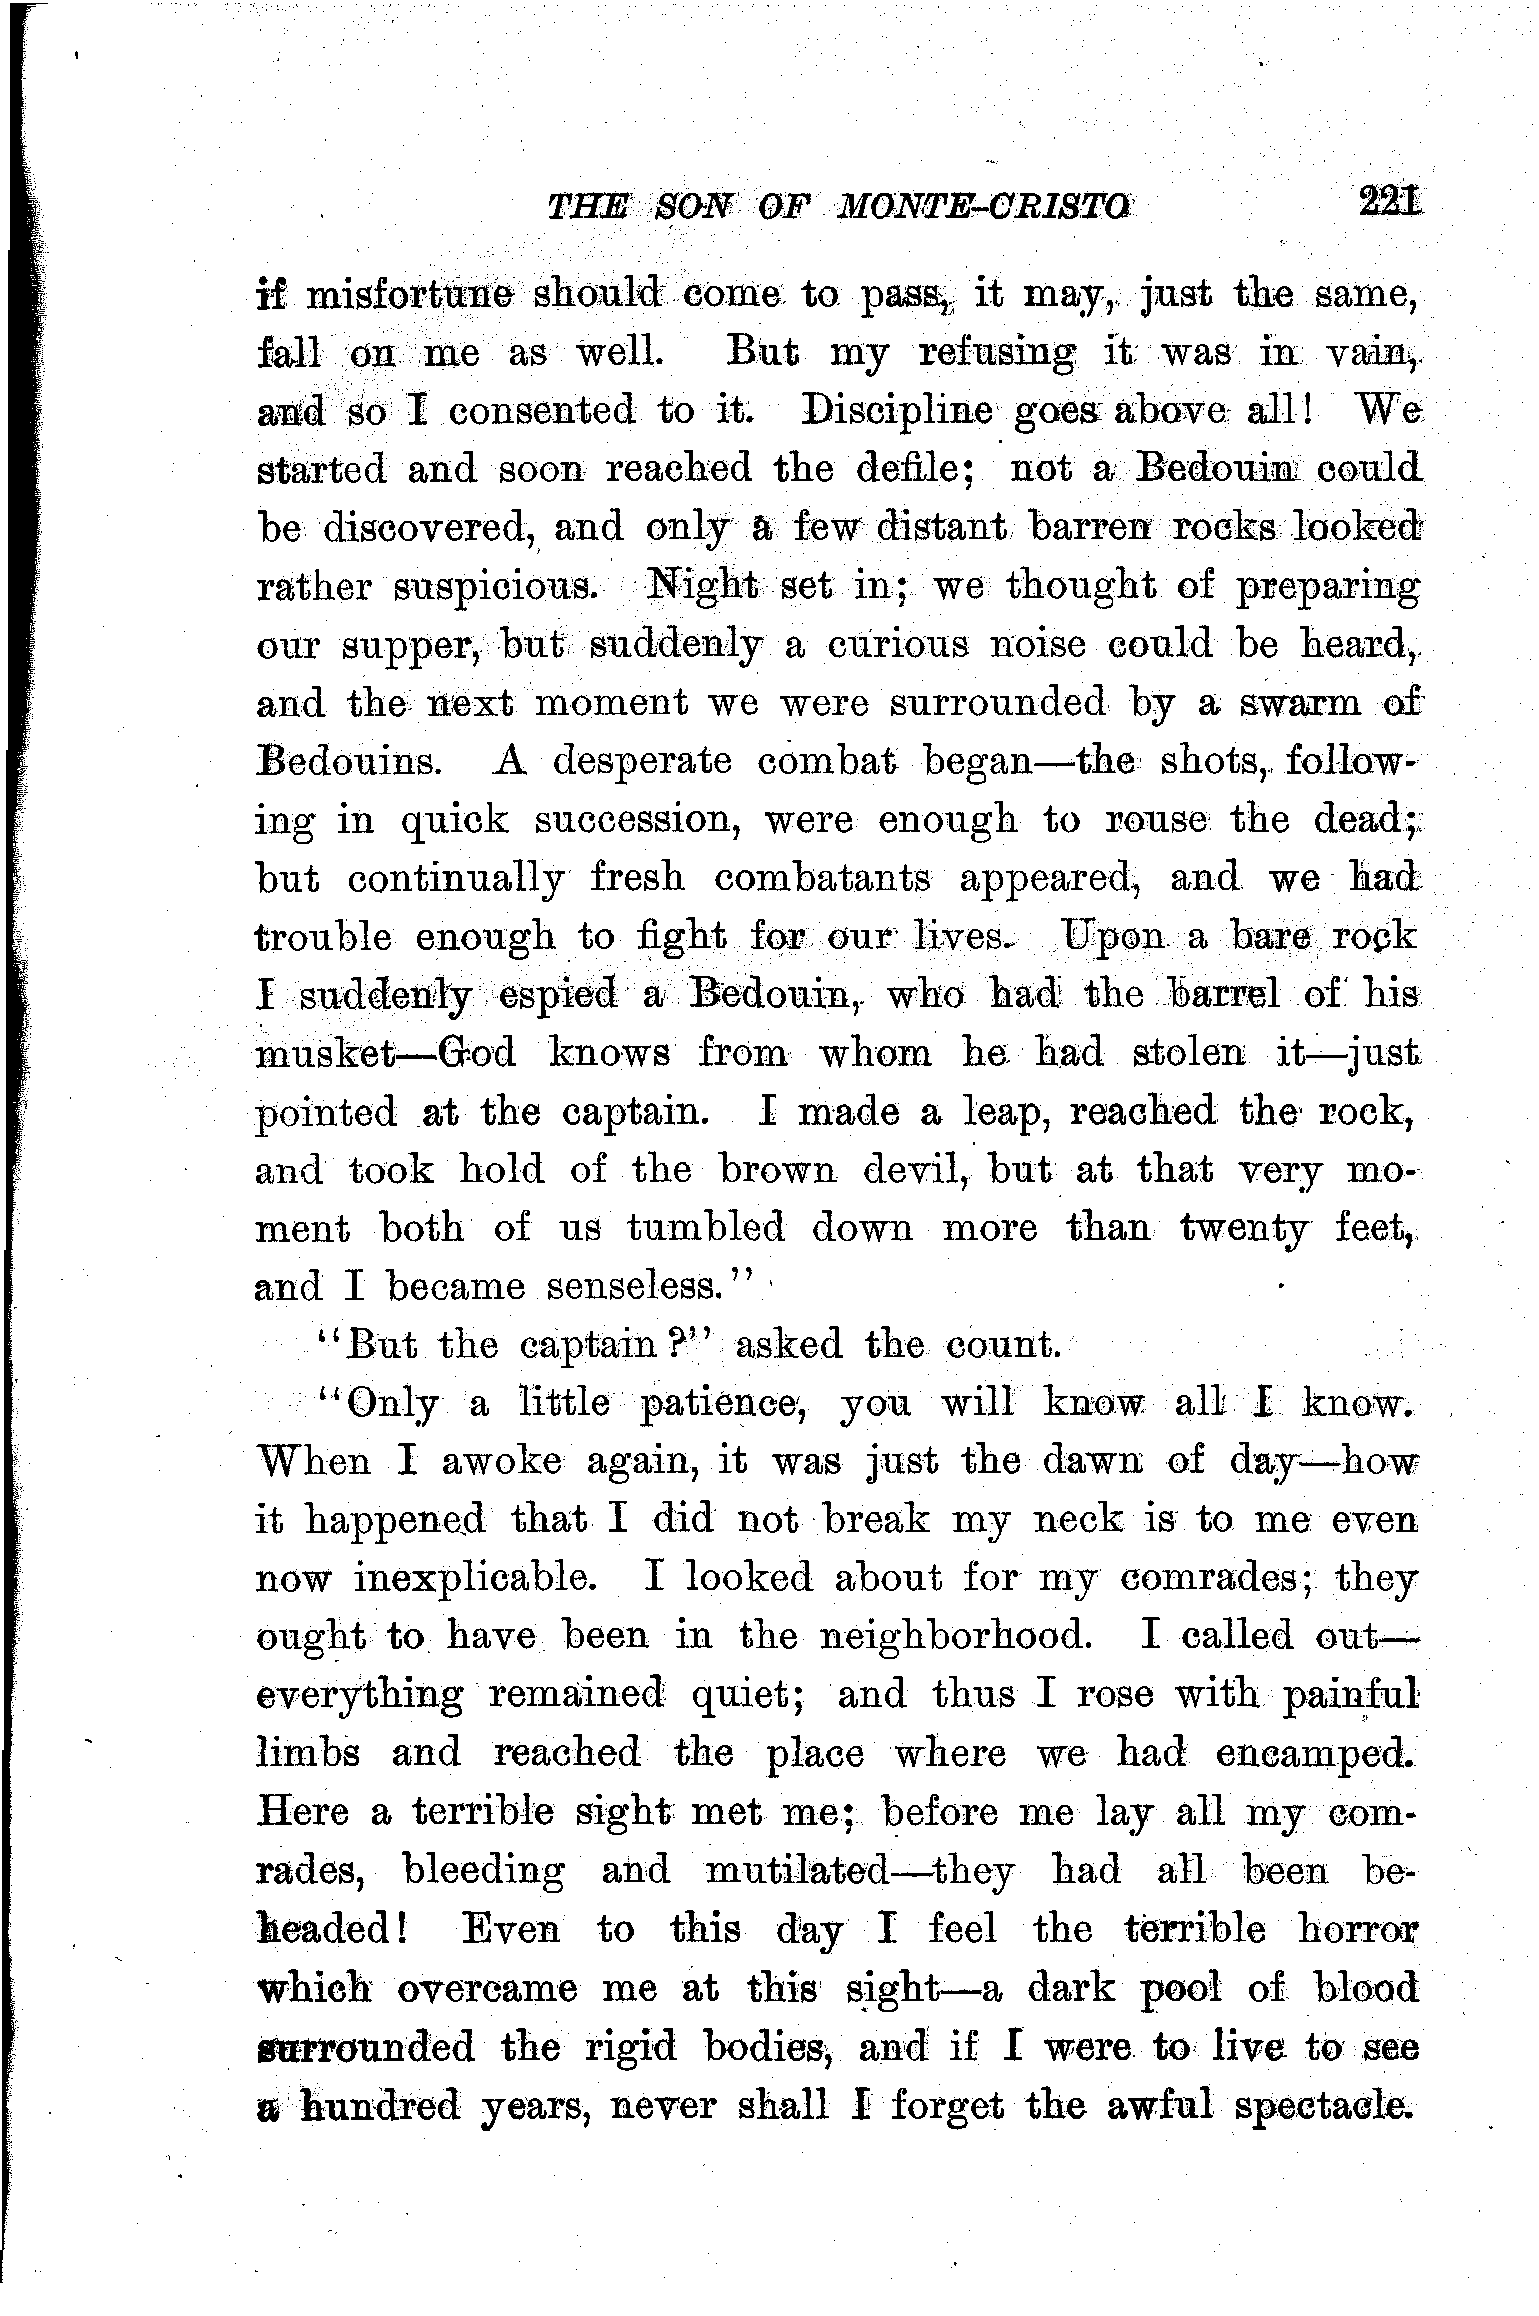 THE SON OF MONTE-CRISTO 221
if misfortune should come to pass, it may, just the same,
fall on me as well. But my refusing it was in vain,
and so I consented to it. Discipline goes above all! We
started and soon reached the defile; not a Bedouin could
be discovered, and only a few distant barren rocks looked
rather suspicious. Night set in; we thought of preparing
our supper, but suddenly a curious noise could be heard,
and the next moment we were surrounded by a swarm of
Bedouins. A desperate combat began—the shots, follow-
ing in quick succession, were enough to rouse the dead;
but continually fresh combatants appeared, and we had
trouble enough to fight for our lives. Upon a bare rock
I suddenly espied a Bedouin, who had the barrel of his
musket—God knows from whom he had stolen it—just
pointed at the captain. I made a leap, reached the rock,
and took hold of the brown devil, but at that very mo-
ment both of us tumbled down more than twenty feet,
and I became senseless."
"But the captain?" asked the count.
"Only a little patience, you will know all I know.
When I awoke again, it was just the dawn of day—how
it happened that I did not break my neck is to me even
now inexplicable. I looked about for my comrades; they
ought to have been in the neighborhood. I called out—
everything remained quiet; and thus I rose with painful
limbs and reached the place where we had encamped.
Here a terrible sight met me; before me lay all my com-
rades, bleeding and mutilated—they had all been be-
headed! Even to this day I feel the terrible horror
which overcame me at this sight—a dark pool of blood
surrounded the rigid bodies, and if I were to live to see
a hundred years, never shall I forget the awful spectacle.